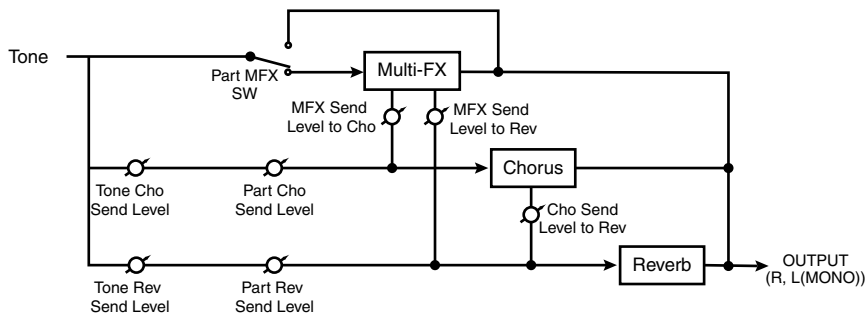 Tone
Part MFX
SW
Multi-FX
MFX Send
Level to Cho
MFX Send
Level to Rev
Tone Cho
Send Level
Part Cho
Send Level
Chorus
Cho Send
Level to Rev
Tone Rev
Send Level
Part Rev
Send Level
Reverb
OUTPUT
(R, L(MONO))